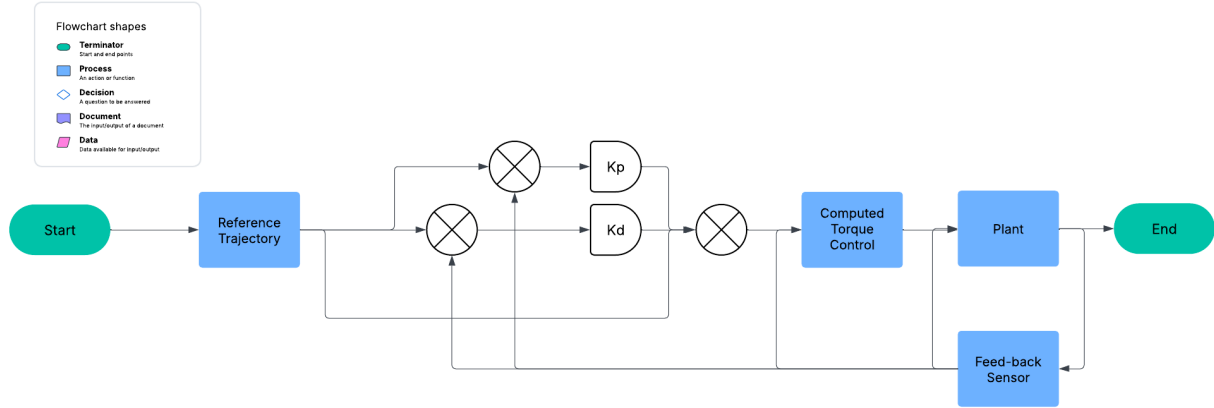 Flowchart shapes
Terminator
Start and end points
Process
An action or function
Decision
A question to be answered
Document
The input/output of a document
Data
Data available for input/output
Kp
Start
Reference
Trajectory
Kd
Computed
Torque
Control
Plant
End
Feed-back
Sensor